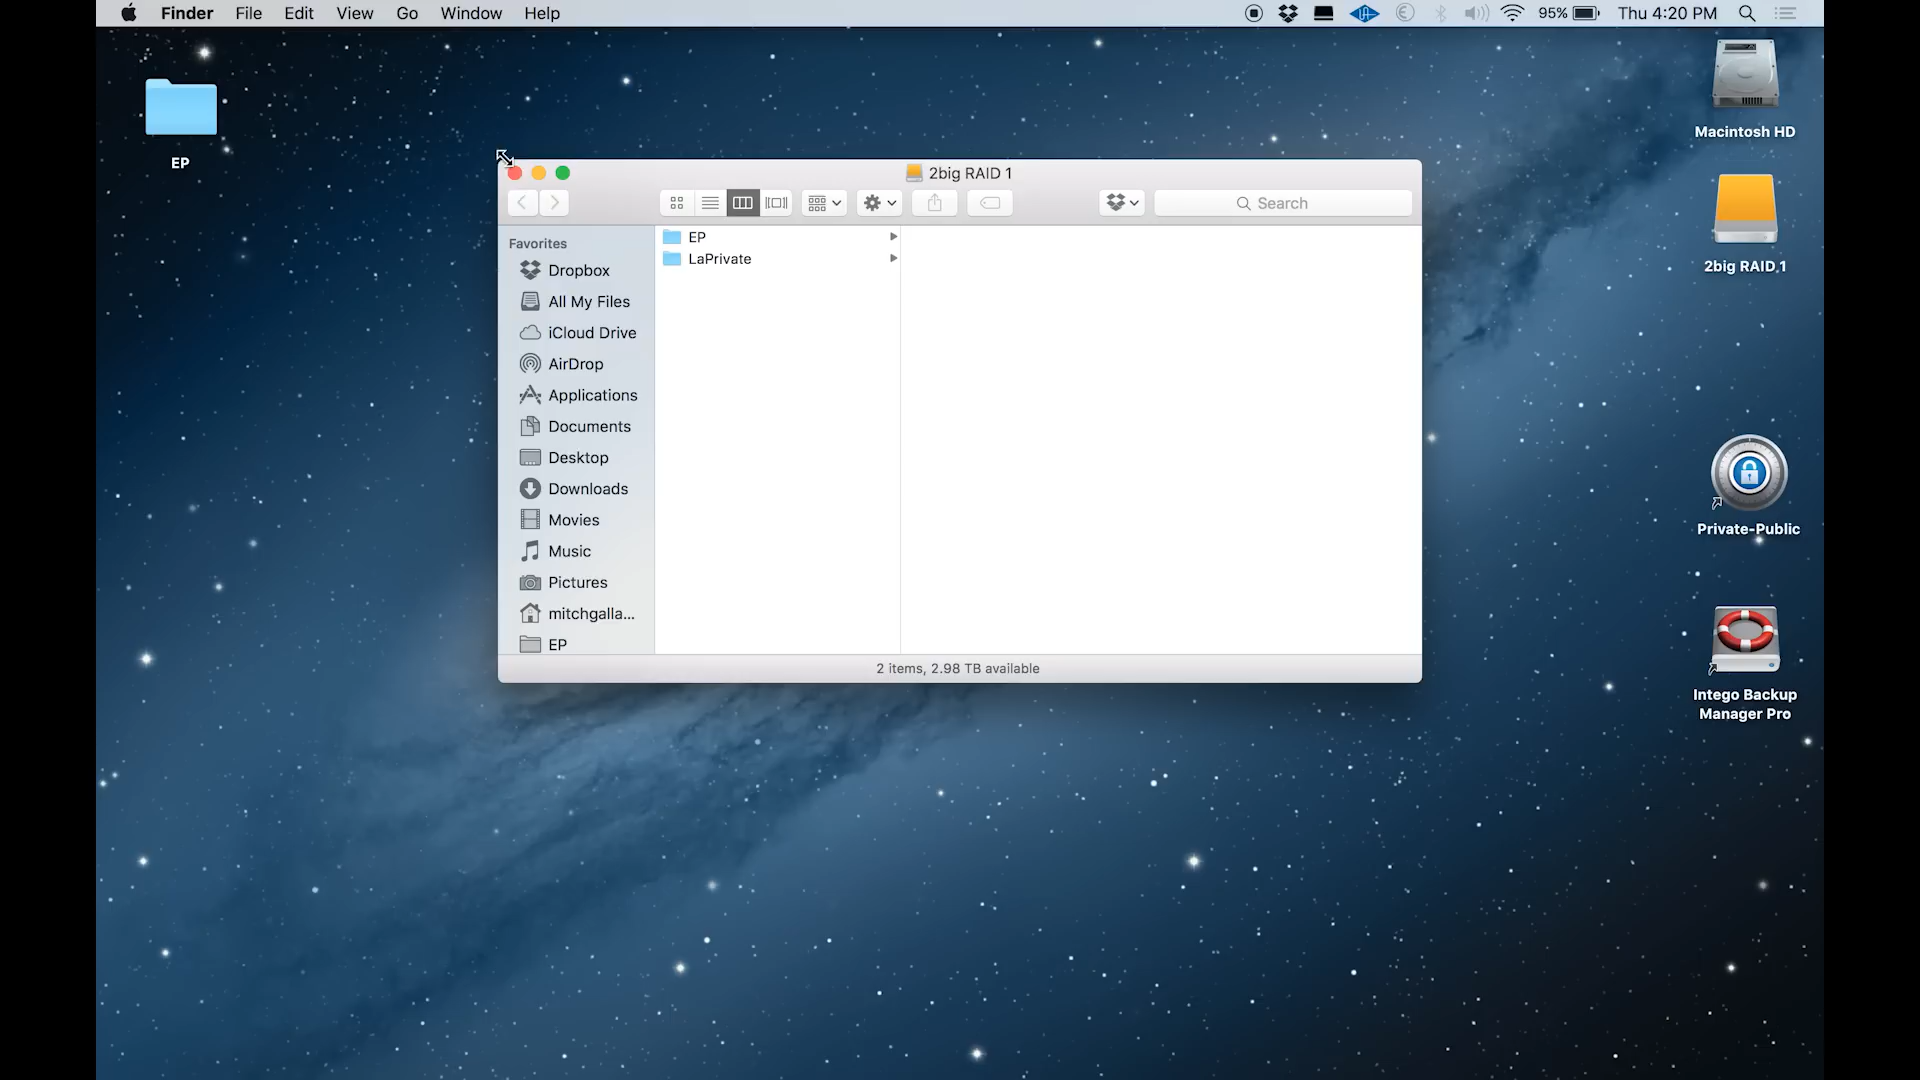 Finder File Edit View Go Window Help 95% Thu 4:20 PM
Macintosh HD
EP
2big RAID 1
Search
2big RAID 1
Favorites
EP
LaPrivate
Dropbox
All My Files
iCloud Drive
AirDrop
Applications
Documents
Desktop
Downloads
Movies
Music
Pictures
mitchgalla...
EP
Private-Public
2 items, 2.98 TB available
Intego Backup
Manager Pro